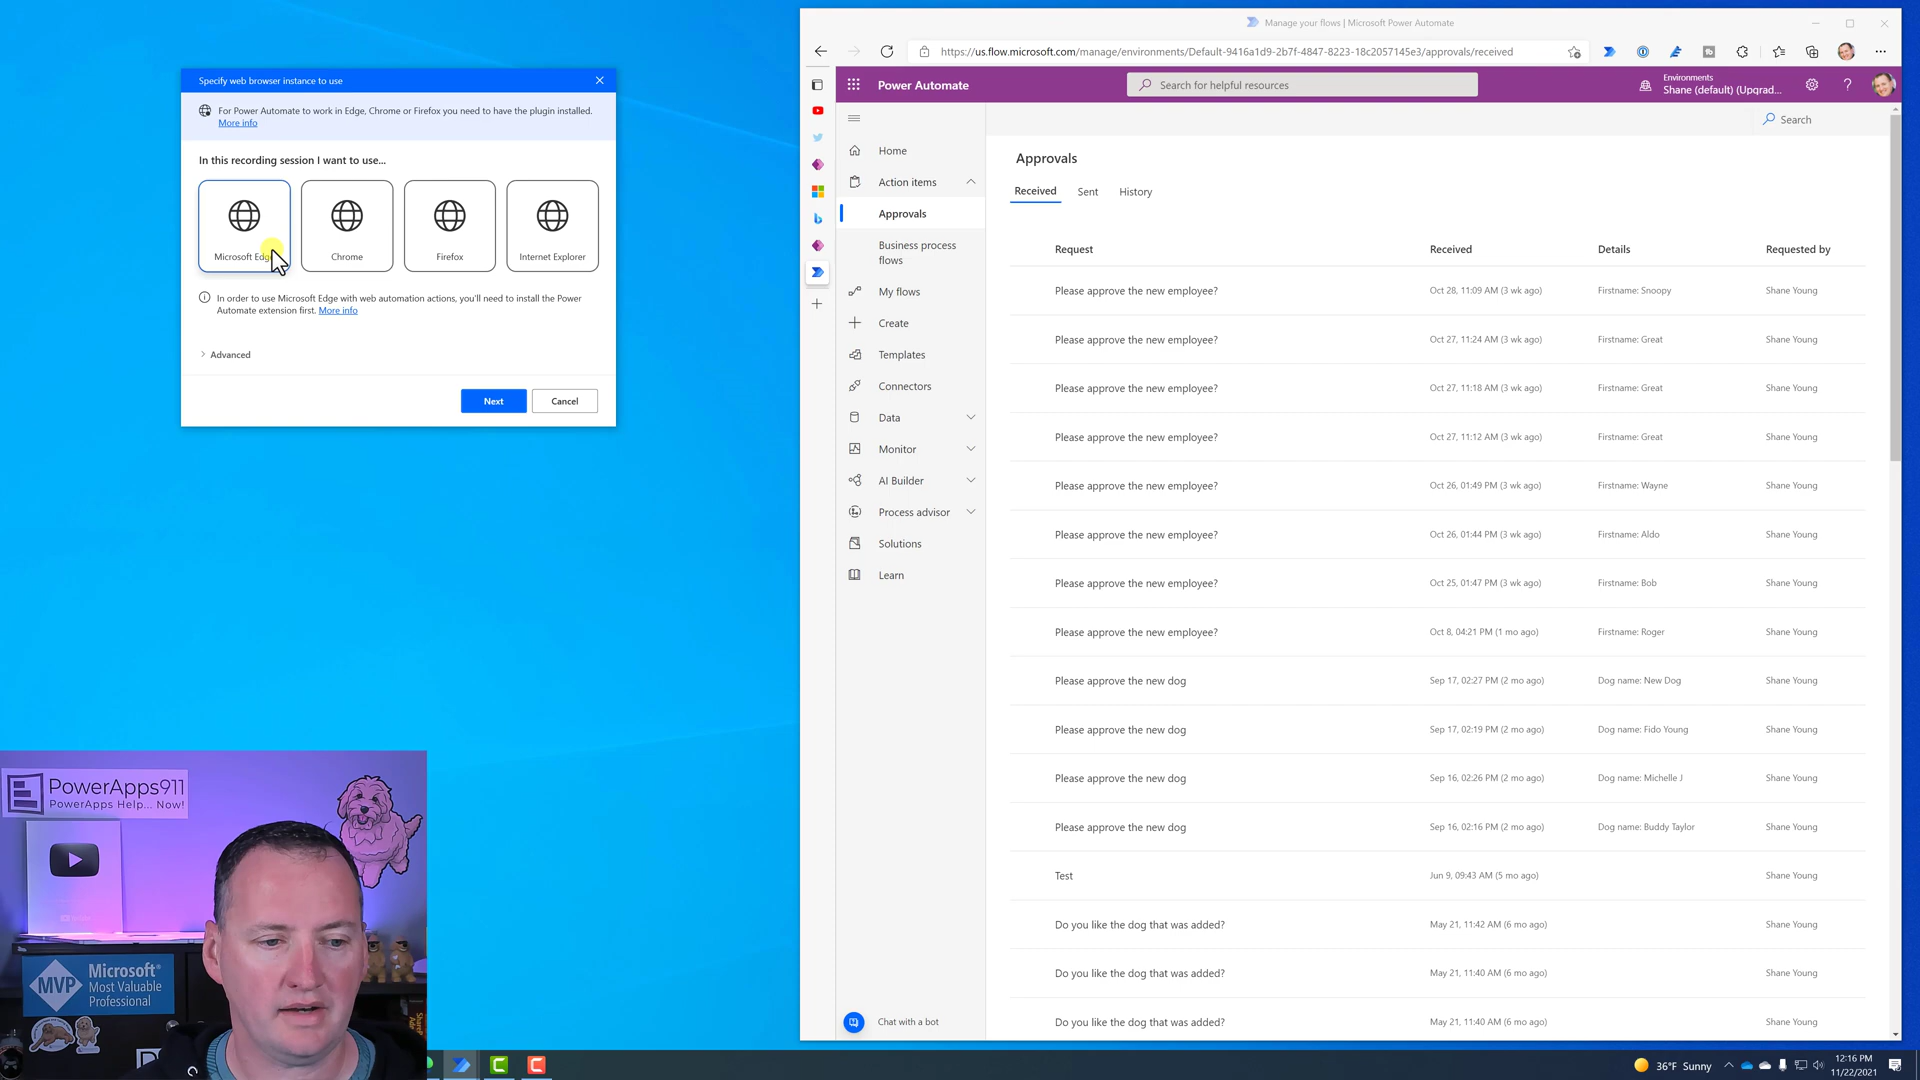 Specify web browser instance to use
For Power Automate to work in Edge, Chrome or Firefox you need to have the plugin installed.
More info
In this recording session I want to use...
Microsoft Edge
Chrome
Firefox
Internet Explorer
In order to use Microsoft Edge with web automation actions, you'll need to install the Power
Automate extension first. More info
Advanced
Next
Cancel
Manage your flows | Microsoft Power Automate
https://us.flow.microsoft.com/manage/environments/Default-9416a1d9-2b7f-4847-8223-18c2057145e3/approvals/received
Power Automate
Search for helpful resources
Environments
Shane (default) (Upgrad...
Search
Home
Action items
Approvals
Business process
flows
My flows
Create
Templates
Connectors
Data
Monitor
AI Builder
Process advisor
Solutions
Learn
Chat with a bot
Approvals
Received Sent History
Request Received Details Requested by
Please approve the new employee? Oct 28, 11:09 AM (3 wk ago) Firstname: Snoopy Shane Young
Please approve the new employee? Oct 27, 11:24 AM (3 wk ago) Firstname: Great Shane Young
Please approve the new employee? Oct 27, 11:18 AM (3 wk ago) Firstname: Great Shane Young
Please approve the new employee? Oct 27, 11:12 AM (3 wk ago) Firstname: Great Shane Young
Please approve the new employee? Oct 26, 01:49 PM (3 wk ago) Firstname: Wayne Shane Young
Please approve the new employee? Oct 26, 01:44 PM (3 wk ago) Firstname: Aldo Shane Young
Please approve the new employee? Oct 25, 01:47 PM (3 wk ago) Firstname: Bob Shane Young
Please approve the new employee? Oct 8, 04:21 PM (1 mo ago) Firstname: Roger Shane Young
Please approve the new dog Sep 17, 02:27 PM (2 mo ago) Dog name: New Dog Shane Young
Please approve the new dog Sep 17, 02:19 PM (2 mo ago) Dog name: Fido Young Shane Young
Please approve the new dog Sep 16, 02:26 PM (2 mo ago) Dog name: Michelle J Shane Young
Please approve the new dog Sep 16, 02:16 PM (2 mo ago) Dog name: Buddy Taylor Shane Young
Test Jun 9, 09:43 AM (5 mo ago) Shane Young
Do you like the dog that was added? May 21, 11:42 AM (6 mo ago) Shane Young
Do you like the dog that was added? May 21, 11:40 AM (6 mo ago) Shane Young
Do you like the dog that was added? May 21, 11:40 AM (6 mo ago) Shane Young
PowerApps911
PowerApps Help... Now!
MVP
Microsoft®
Most Valuable
Professional
36°F Sunny
12:16 PM
11/22/2021